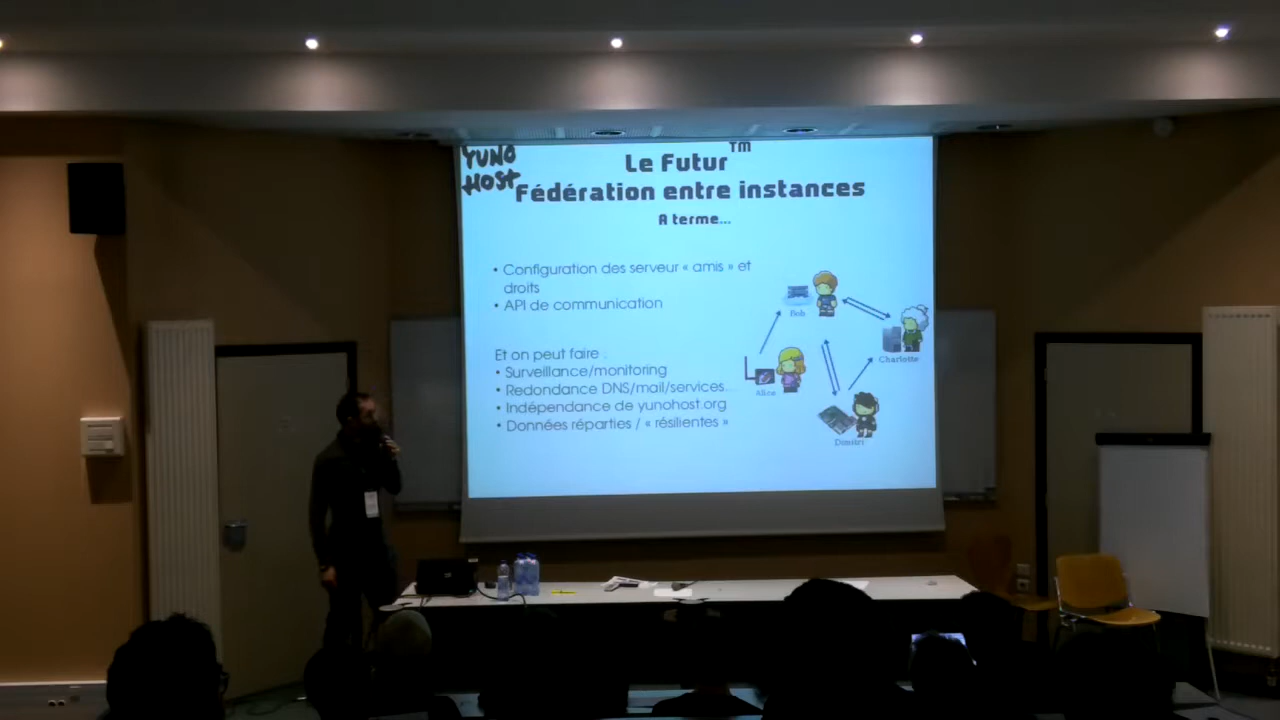 YUNO
HOST
Le Futur™
Fédération entre instances
A terme...
• Configuration des serveur « amis » et
droits
• API de communication
Et on peut faire :
• Surveillance/monitoring
• Redondance DNS/mail/services...
• Indépendance de yunohost.org
• Données réparties / « résilientes »
Bob
Charlotte
Alice
Dimitri